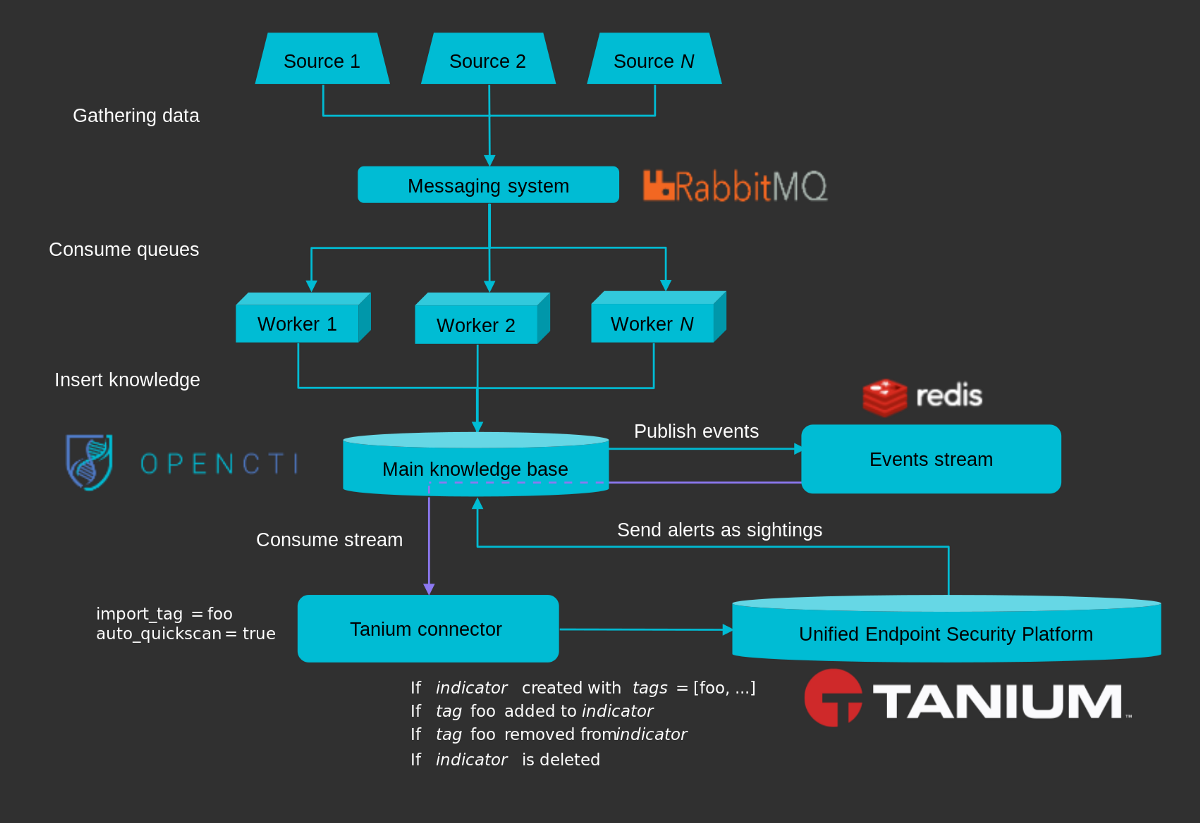 Source 1
Source 2
Source N
Gathering data
Messaging system
RabbitMQ
Consume queues
Worker 1
Worker 2
Worker N
Insert knowledge
redis
OPENCTI
Main knowledge base
Publish events
Events stream
Consume stream
Send alerts as sightings
import_tag = foo
auto_quickscan = true
Tanium connector
Unified Endpoint Security Platform
If indicator created with tags = [foo, ...]
If tag foo added to indicator
If tag foo removed from indicator
If indicator is deleted
TANIUM™